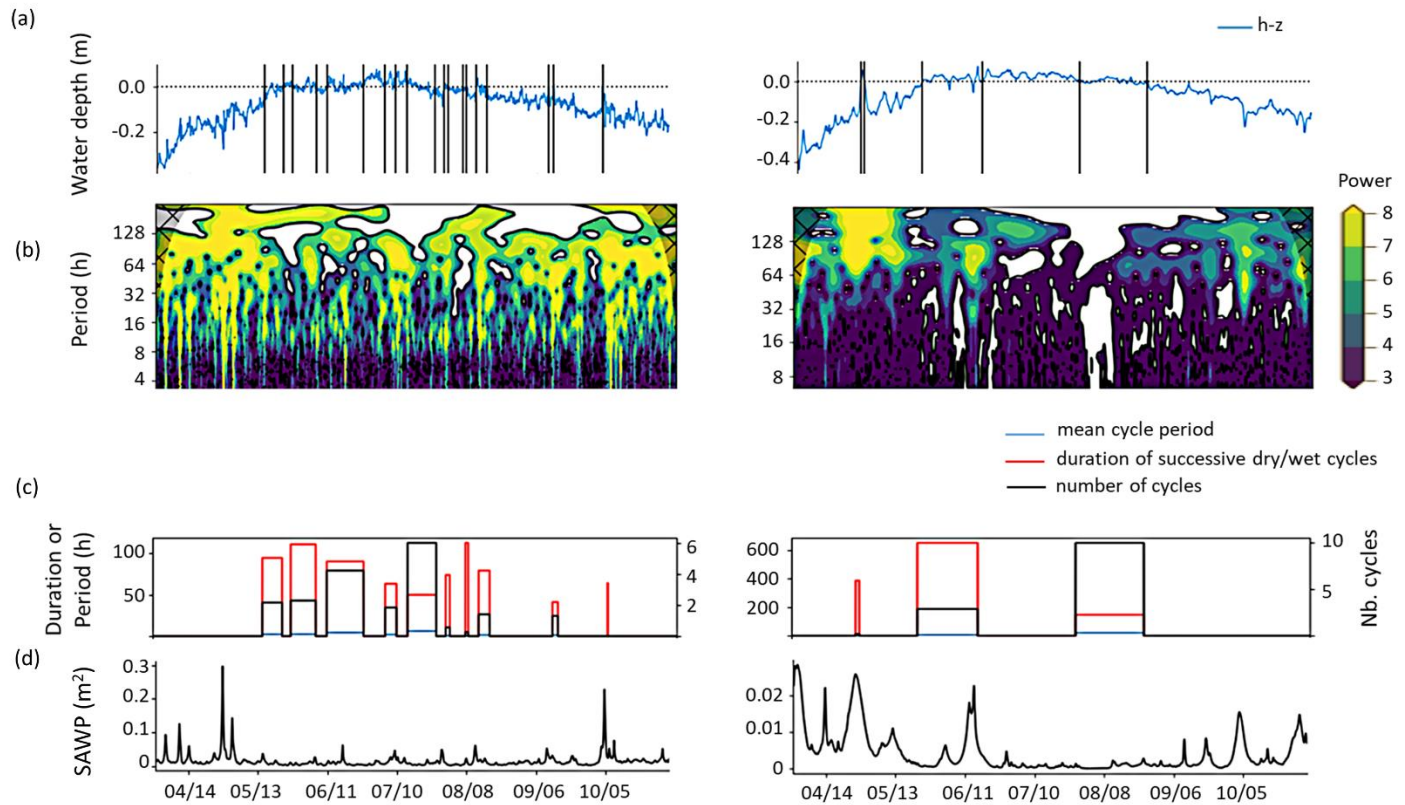 (a)
h-z
Water depth (m)
0.0
-0.2
0.0
-0.2
-0.4
(b)
Period (h)
128
64
32
16
8
4
128
64
32
16
8
Power
8
7
6
5
4
3
mean cycle period
duration of successive dry/wet cycles
number of cycles
(c)
Duration or
Period (h)
100
50
6
4
2
600
400
200
0
10
5
Nb. cycles
(d)
SAWP (m²)
0.3
0.2
0.1
0
0.02
0.01
0
04/14 05/13 06/11 07/10 08/08 09/06 10/05
04/14 05/13 06/11 07/10 08/08 09/06 10/05